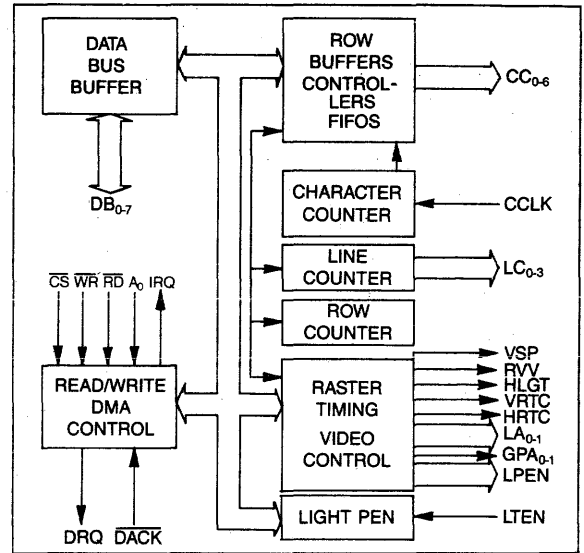 DATA
BUS
BUFFER
DB0-7
ROW
BUFFERS
CONTROL-
LERS
FIFOS
CC0-6
CHARACTER
COUNTER
CCLK
LINE
COUNTER
LC0-3
ROW
COUNTER
CS WR RD A0 IRQ
READ/WRITE
DMA
CONTROL
DRQ DACK
RASTER
TIMING
VIDEO
CONTROL
VSP
RVV
HLGT
VRTC
HRTC
LA0-1
GPA0-1
LPEN
LIGHT PEN
LTEN